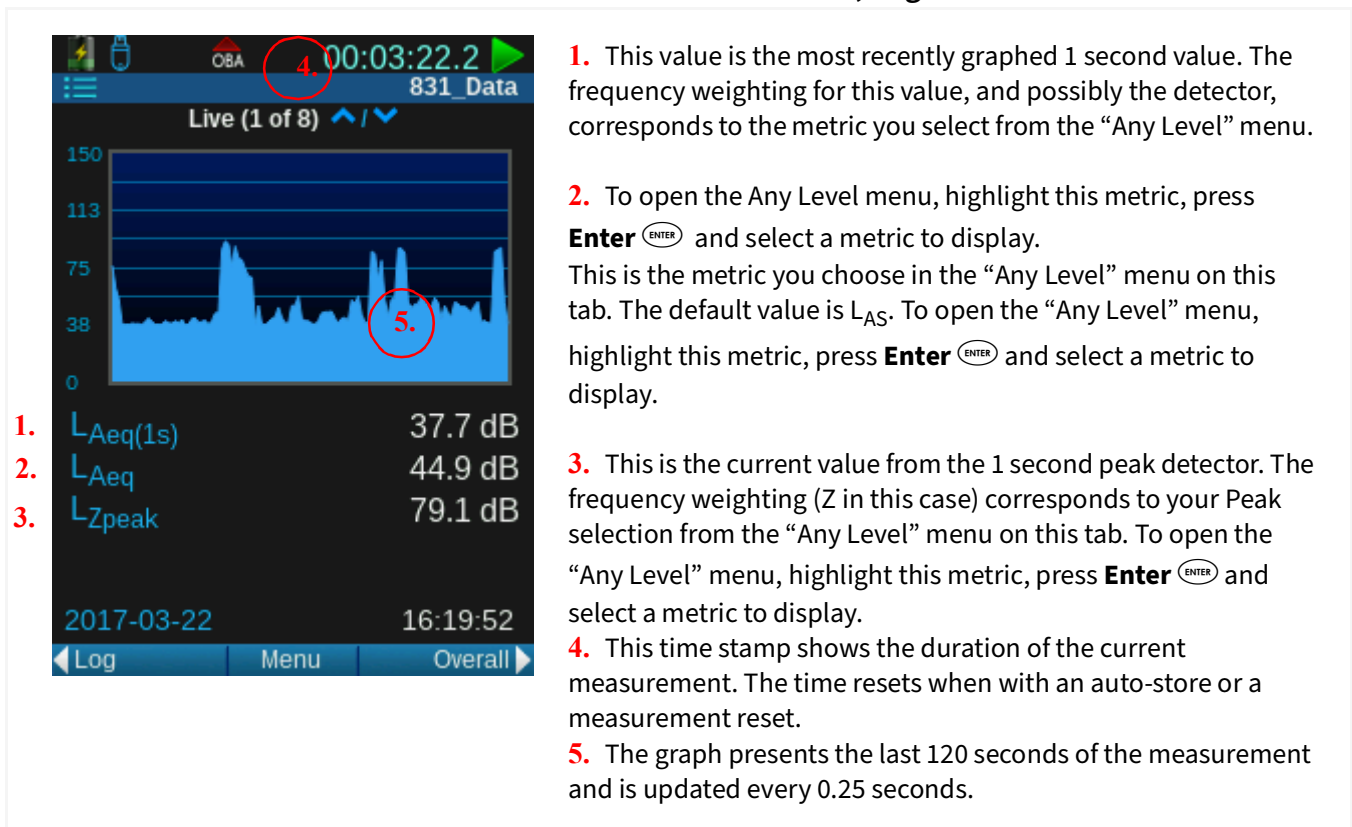 OBA
4.
00:03:22.2
831_Data
Live (1 of 8) /
150
113
75
38
0
5.
1. LAeq(1s) 37.7 dB
2. LAeq 44.9 dB
3. LZpeak 79.1 dB
2017-03-22 16:19:52
Log Menu Overall
1. This value is the most recently graphed 1 second value. The
frequency weighting for this value, and possibly the detector,
corresponds to the metric you select from the “Any Level” menu.
2. To open the Any Level menu, highlight this metric, press
Enter ENTER and select a metric to display.
This is the metric you choose in the “Any Level” menu on this
tab. The default value is LAS. To open the “Any Level” menu,
highlight this metric, press Enter ENTER and select a metric to
display.
3. This is the current value from the 1 second peak detector. The
frequency weighting (Z in this case) corresponds to your Peak
selection from the “Any Level” menu on this tab. To open the
“Any Level” menu, highlight this metric, press Enter ENTER and
select a metric to display.
4. This time stamp shows the duration of the current
measurement. The time resets when with an auto-store or a
measurement reset.
5. The graph presents the last 120 seconds of the measurement
and is updated every 0.25 seconds.